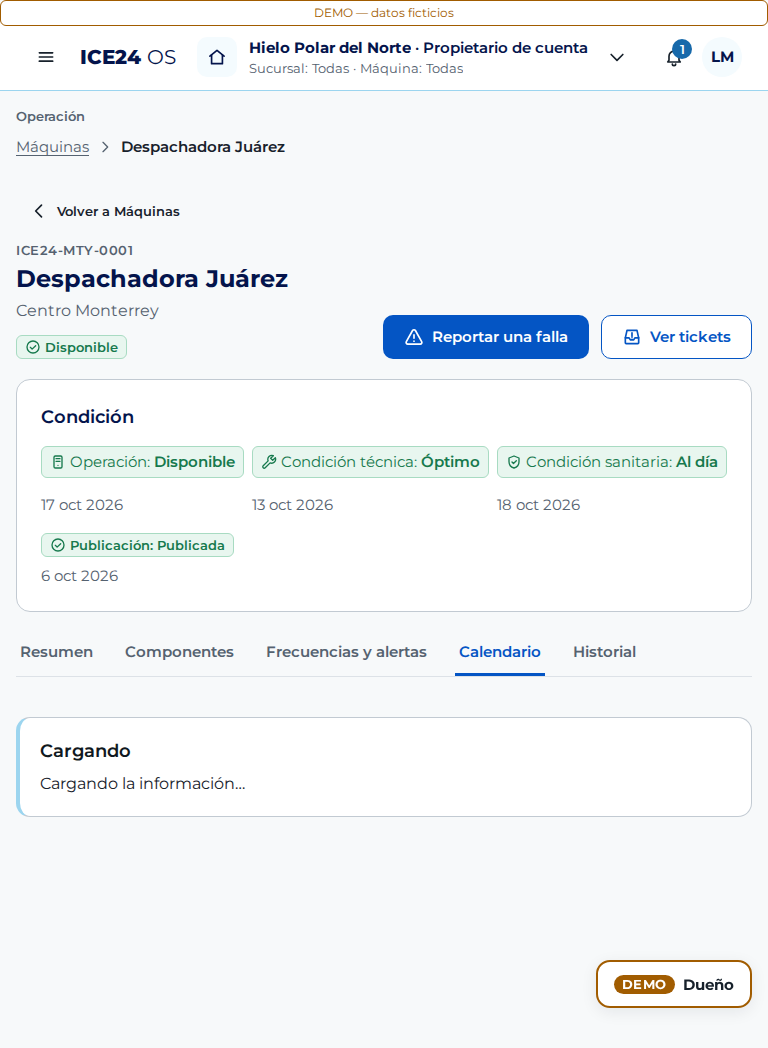 DEMO — datos ficticios
ICE24 OS
Hielo Polar del Norte · Propietario de cuenta
Sucursal: Todas · Máquina: Todas
1
LM
Operación
Máquinas > Despachadora Juárez
Volver a Máquinas
ICE24-MTY-0001
Despachadora Juárez
Centro Monterrey
Disponible
Reportar una falla
Ver tickets
Condición
Operación: Disponible
Condición técnica: Óptimo
Condición sanitaria: Al día
17 oct 2026
13 oct 2026
18 oct 2026
Publicación: Publicada
6 oct 2026
Resumen
Componentes
Frecuencias y alertas
Calendario
Historial
Cargando
Cargando la información...
DEMO Dueño